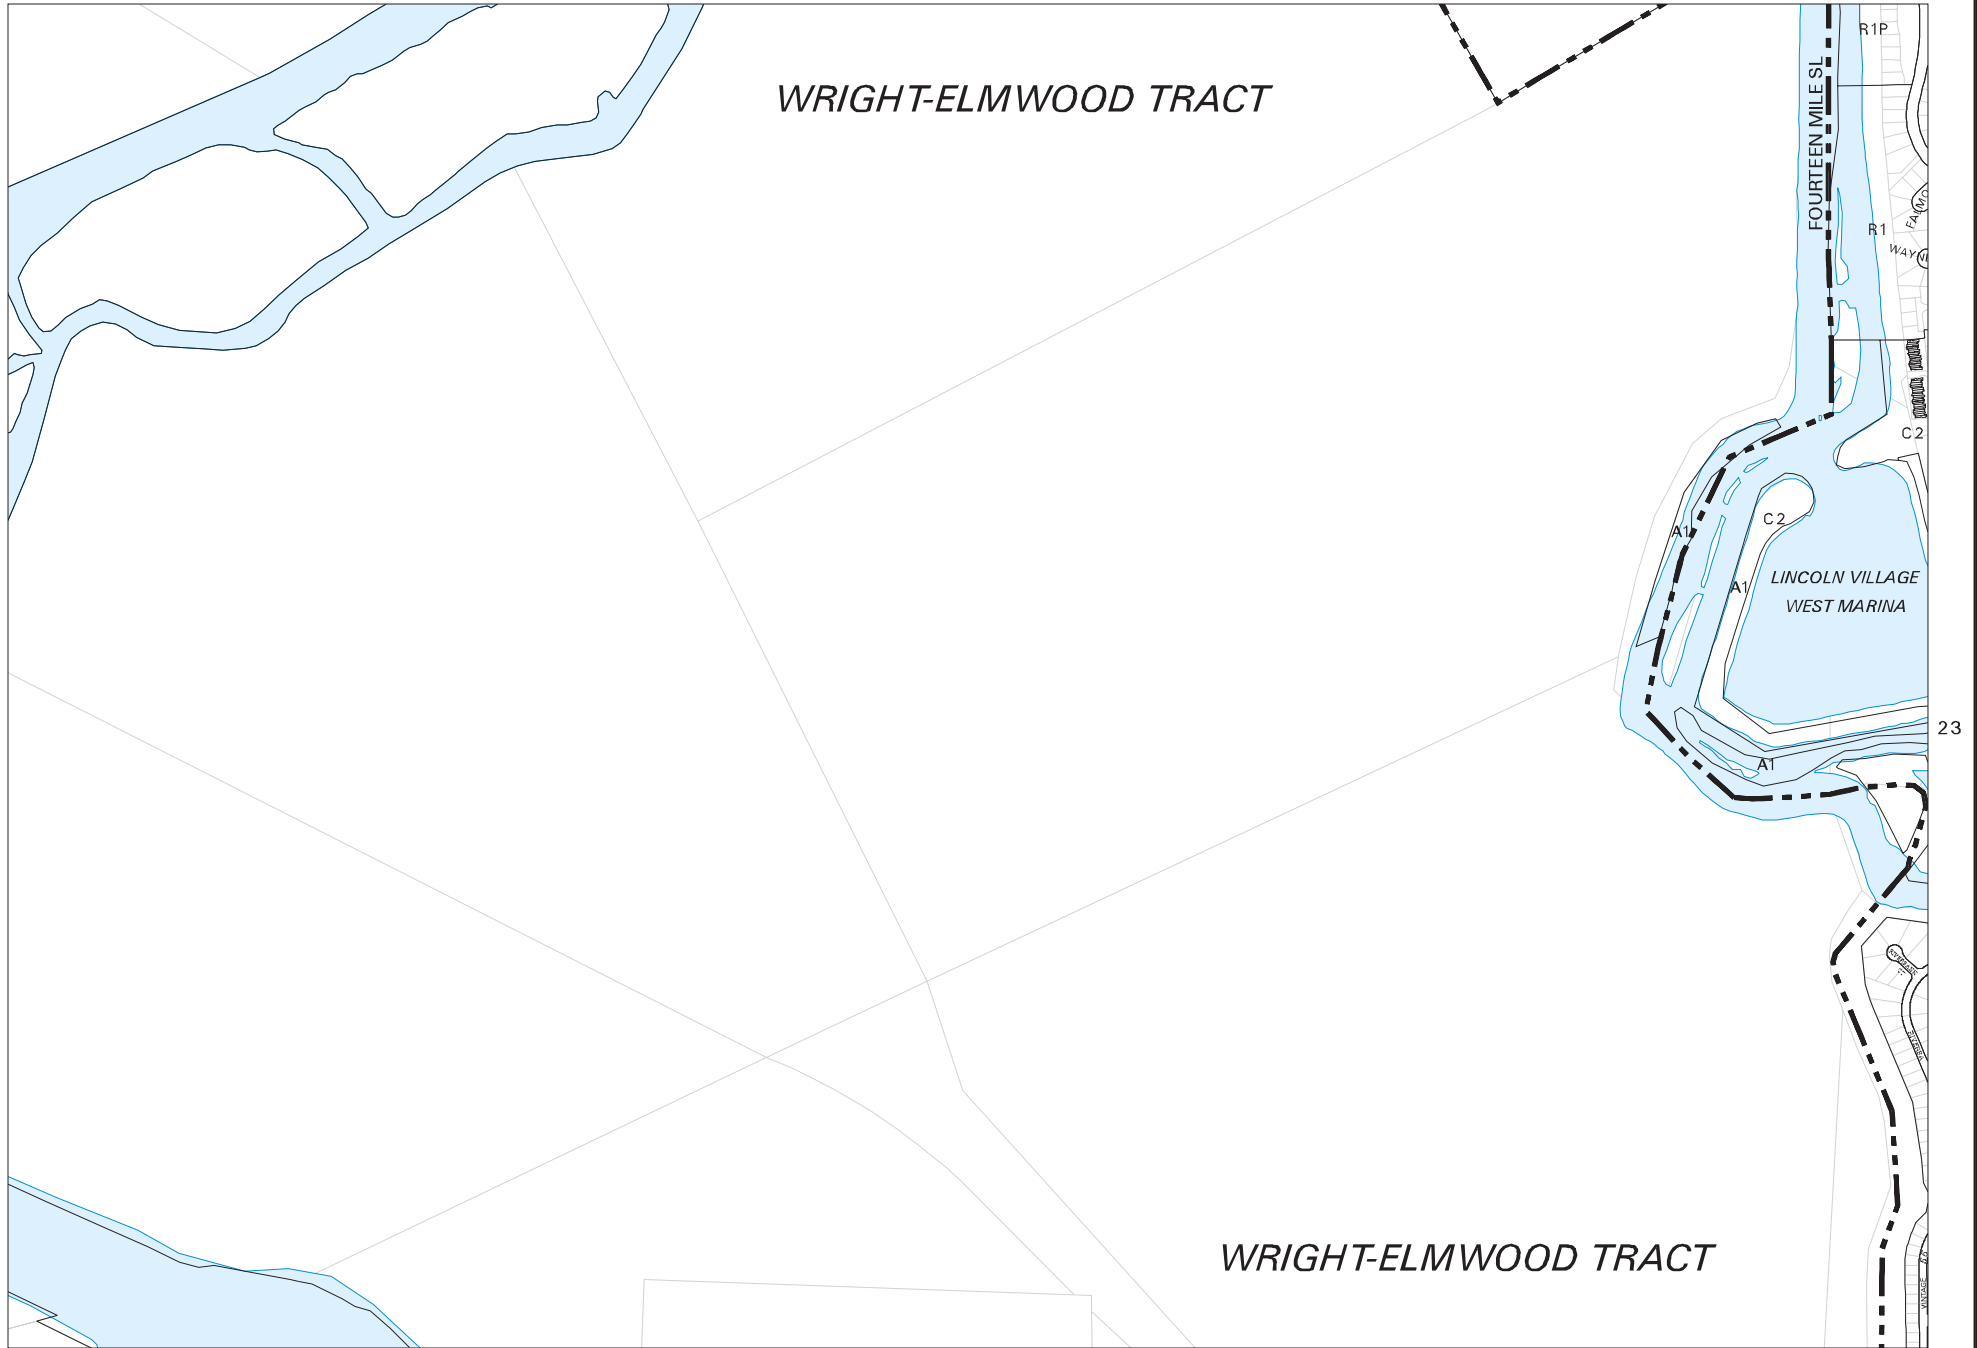 R1P
WRIGHT-ELMWOOD TRACT
FOURTEEN MILE SL
R1
C2
A1
C2
A1
LINCOLN VILLAGE
WEST MARINA
23
A1
WRIGHT-ELMWOOD TRACT
VINTAGE